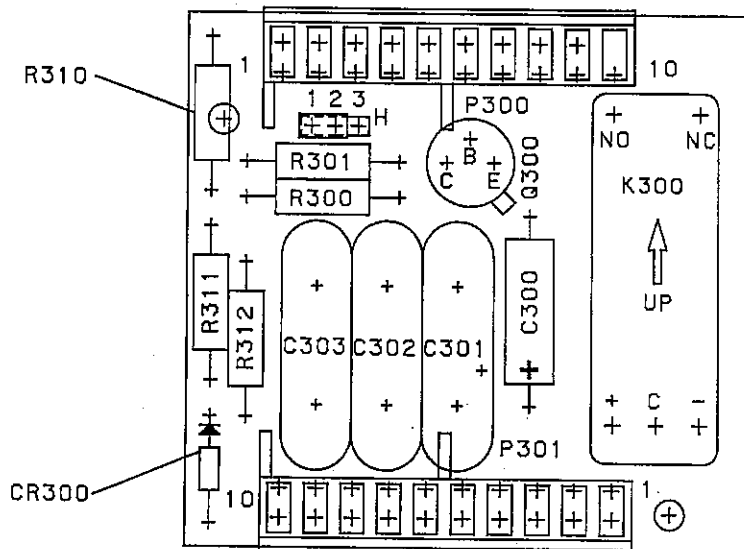 R310
1
10
1 2 3
H
P300
NO
NC
R301
B
C
E
Q300
K300
R300
R311
R312
C303
C302
C301
C300
UP
+ C -
P301
CR300
10
1